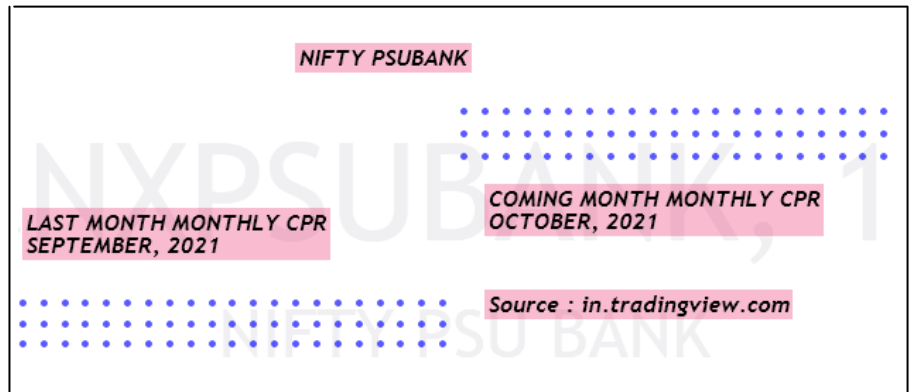 NIFTY PSUBANK
NXPSUBANK, 1
COMING MONTH MONTHLY CPR
OCTOBER, 2021
LAST MONTH MONTHLY CPR
SEPTEMBER, 2021
Source : in.tradingview.com
NIFTY PSU BANK